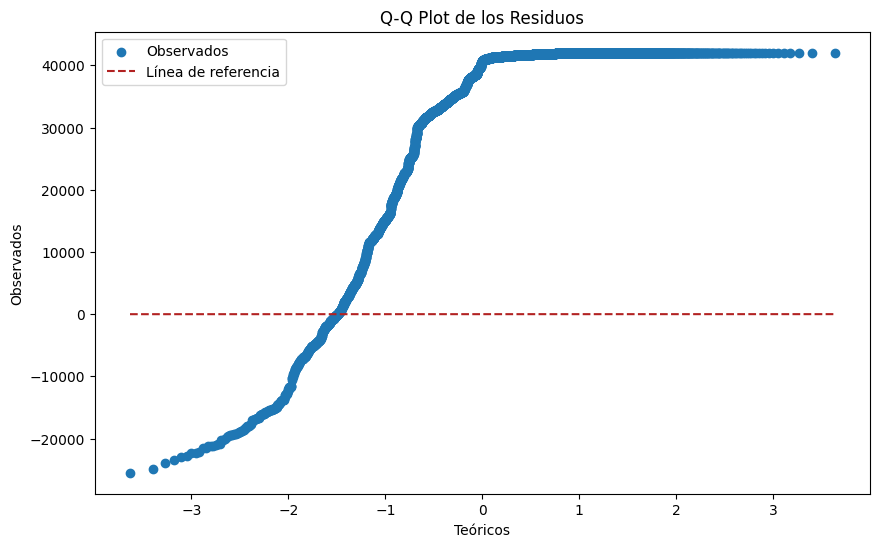 Q-Q Plot de los Residuos
Observados
Línea de referencia
40000
30000
20000
10000
0
−10000
−20000
Observados
−3
−2
−1
0
1
2
3
Teóricos